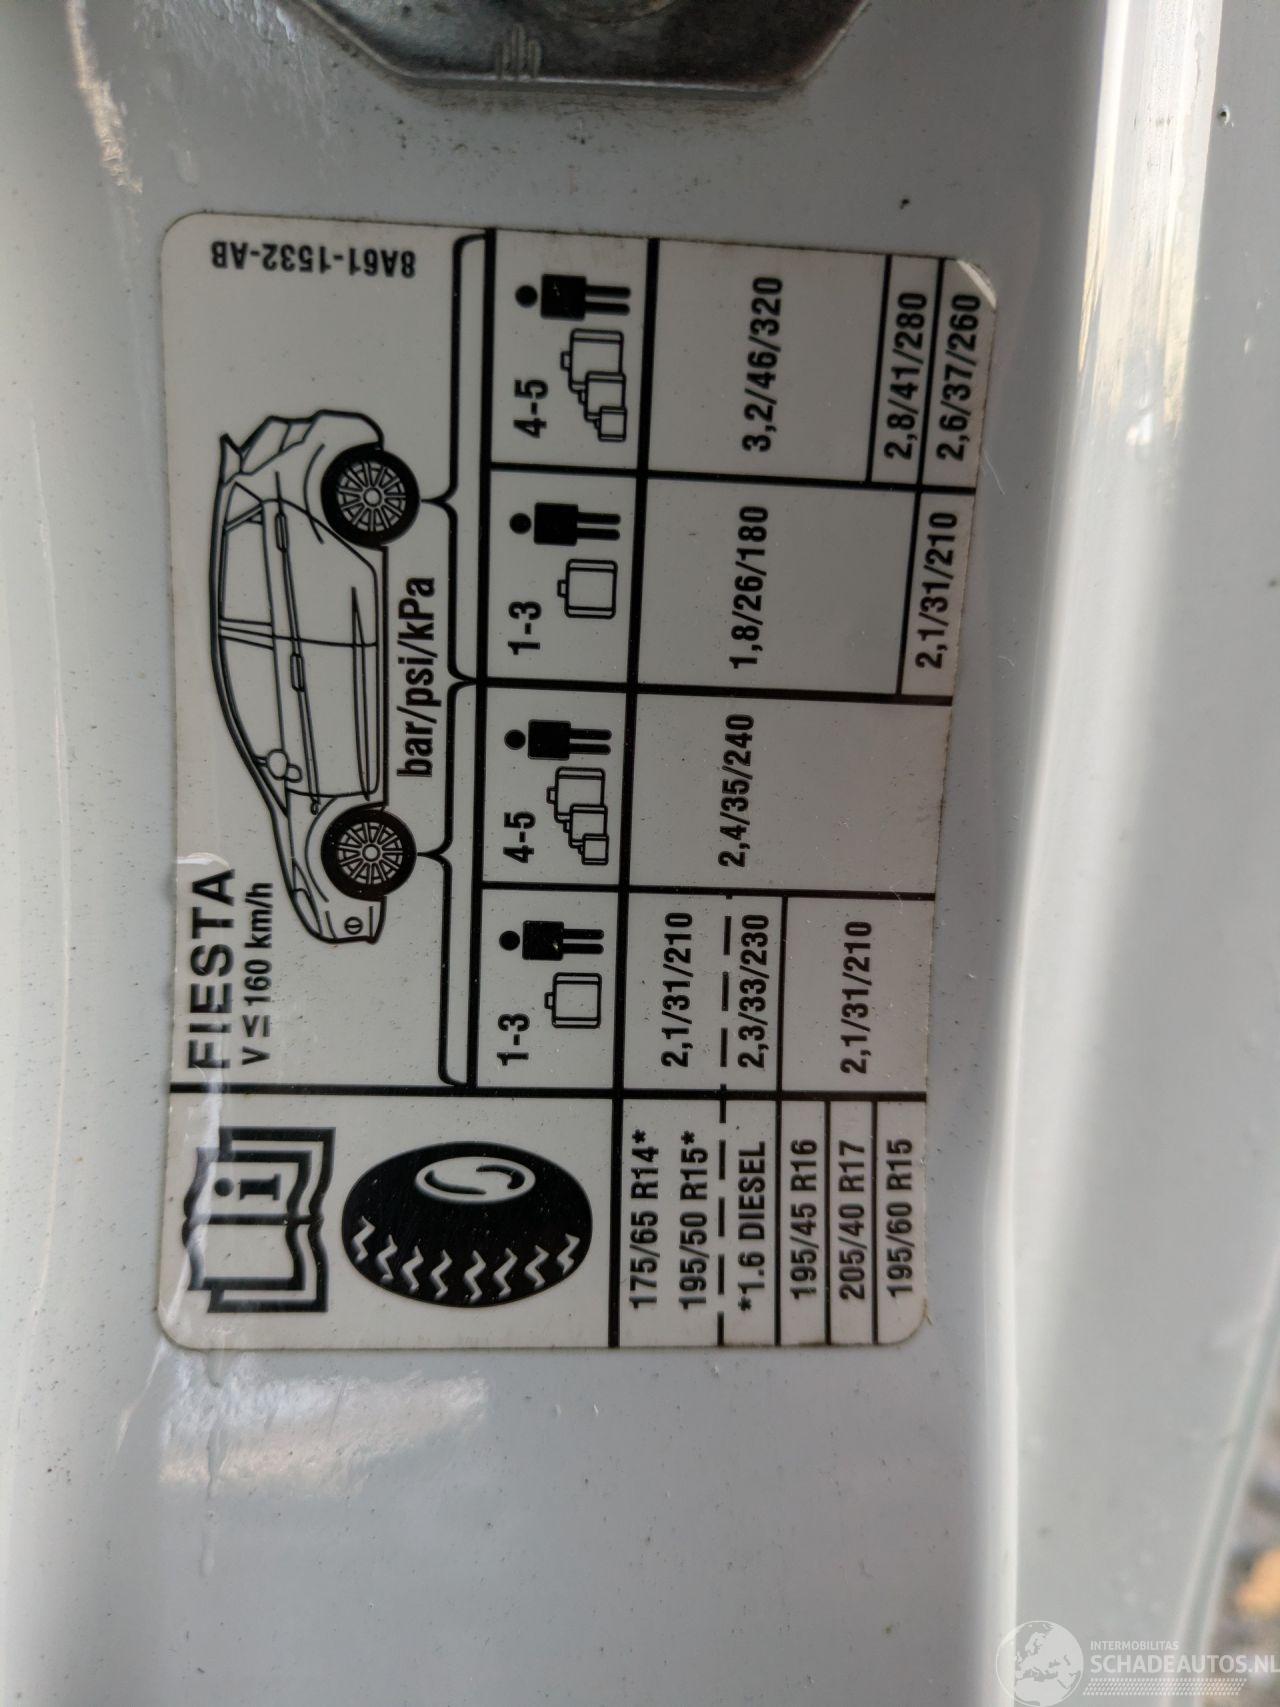 FIESTA
V ≤ 160 km/h
8A61-1532-AB
bar/psi/kPa
i
1-3
4-5
1-3
4-5
175/65 R14*
195/50 R15*
2,1/31/210
2,4/35/240
1,8/26/180
3,2/46/320
*1.6 DIESEL
2,3/33/230
195/45 R16
205/40 R17
2,1/31/210
2,8/41/280
195/60 R15
2,1/31/210
2,6/37/260
INTERMOBILITAS
SCHADEAUTOS.NL